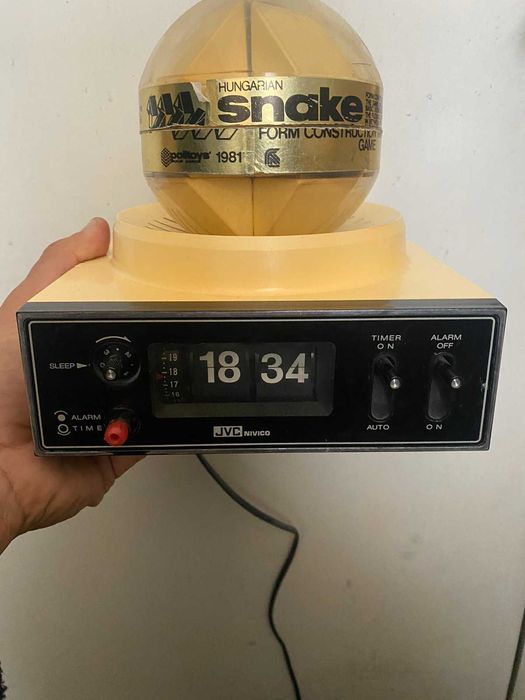 HUNGARIAN
snake
FORM CONSTRUCTION
GAME
politoys 1981
TIMER
ON
ALARM
OFF
SLEEP
19
18
17
16
18 34
ALARM
TIME
AUTO
ON
JVC NIVICO